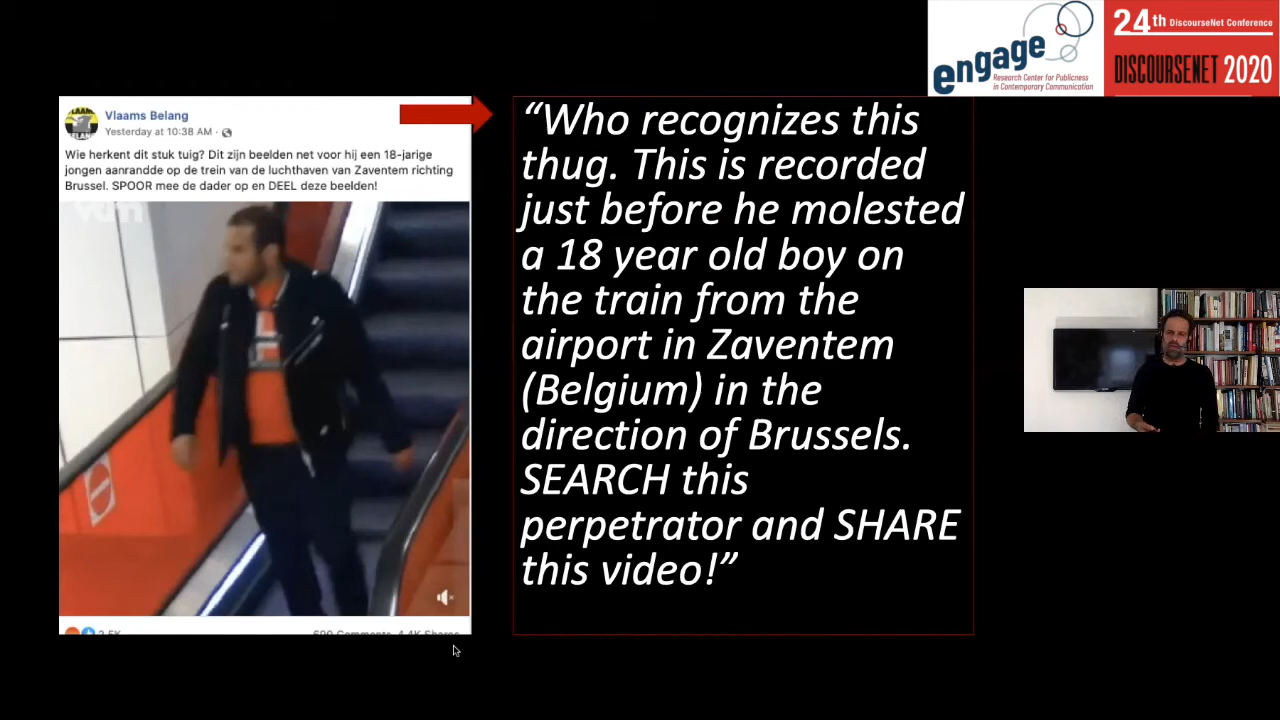 engage
Research Center for Publicness
in Contemporary Communication
24th DiscourseNet Conference
DISCOURSENET 2020
Vlaams Belang
Yesterday at 10:38 AM ·
Wie herkent dit stuk tuig? Dit zijn beelden net voor hij een 18-jarige
jongen aanrandde op de trein van de luchthaven van Zaventem richting
Brussel. SPOOR mee de dader op en DEEL deze beelden!
“Who recognizes this
thug. This is recorded
just before he molested
a 18 year old boy on
the train from the
airport in Zaventem
(Belgium) in the
direction of Brussels.
SEARCH this
perpetrator and SHARE
this video!”
Comments Shares